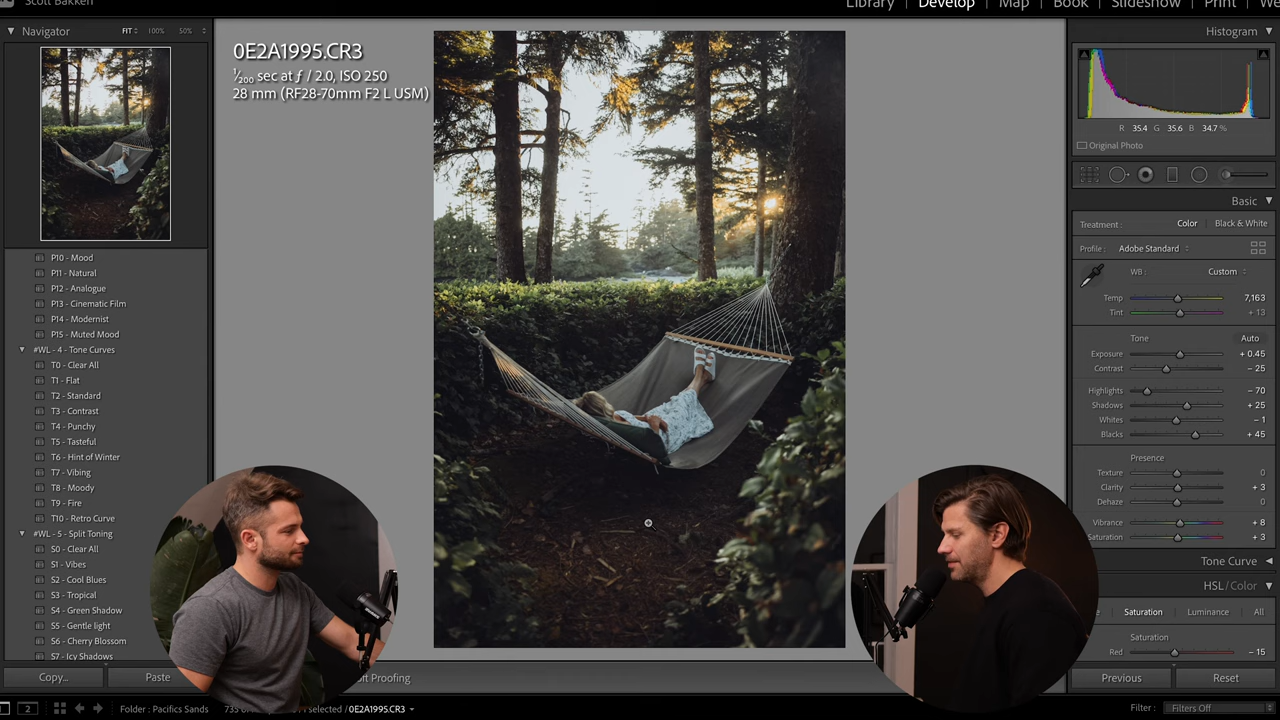 Scott Bakken
Library | Develop | Map | Book | Slideshow | Print | We
Navigator FIT 100% 50%
0E2A1995.CR3
1/200 sec at ƒ / 2.0, ISO 250
28 mm (RF28-70mm F2 L USM)
P10 - Mood
P11 - Natural
P12 - Analogue
P13 - Cinematic Film
P14 - Modernist
P15 - Muted Mood
#WL - 4 - Tone Curves
T0 - Clear All
T1 - Flat
T2 - Standard
T3 - Contrast
T4 - Punchy
T5 - Tasteful
T6 - Hint of Winter
T7 - Vibing
T8 - Moody
T9 - Fire
T10 - Retro Curve
#WL - 5 - Split Toning
S0 - Clear All
S1 - Vibes
S2 - Cool Blues
S3 - Tropical
S4 - Green Shadow
S5 - Gentle light
S6 - Cherry Blossom
S7 - Icy Shadows
Copy... Paste
Proofing
Histogram
R 35.4 G 35.6 B 34.7 %
Original Photo
Basic
Treatment: Color Black & White
Profile: Adobe Standard
WB: Custom
Temp 7,163
Tint + 13
Tone Auto
Exposure + 0.45
Contrast − 25
Highlights − 70
Shadows + 25
Whites − 1
Blacks + 45
Presence
Texture 0
Clarity + 3
Dehaze 0
Vibrance + 8
Saturation + 3
Tone Curve
HSL/Color
Saturation Luminance All
Saturation
Red − 15
Previous Reset
2 Folder: Pacifics Sands 735 selected / 0E2A1995.CR3 Filter: Filters Off